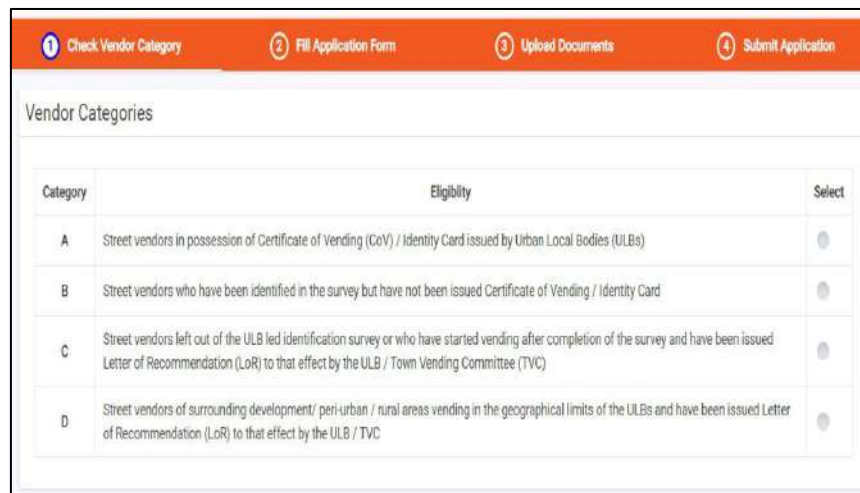 1 Check Vendor Category 2 Fill Application Form 3 Upload Documents 4 Submit Application
Vendor Categories
Category Eligiblity Select
A Street vendors in possession of Certificate of Vending (CoV) / Identity Card issued by Urban Local Bodies (ULBs)
B Street vendors who have been identified in the survey but have not been issued Certificate of Vending / Identity Card
C Street vendors left out of the ULB led identification survey or who have started vending after completion of the survey and have been issued
Letter of Recommendation (LoR) to that effect by the ULB / Town Vending Committee (TVC)
D Street vendors of surrounding development/ peri-urban / rural areas vending in the geographical limits of the ULBs and have been issued Letter
of Recommendation (LoR) to that effect by the ULB / TVC